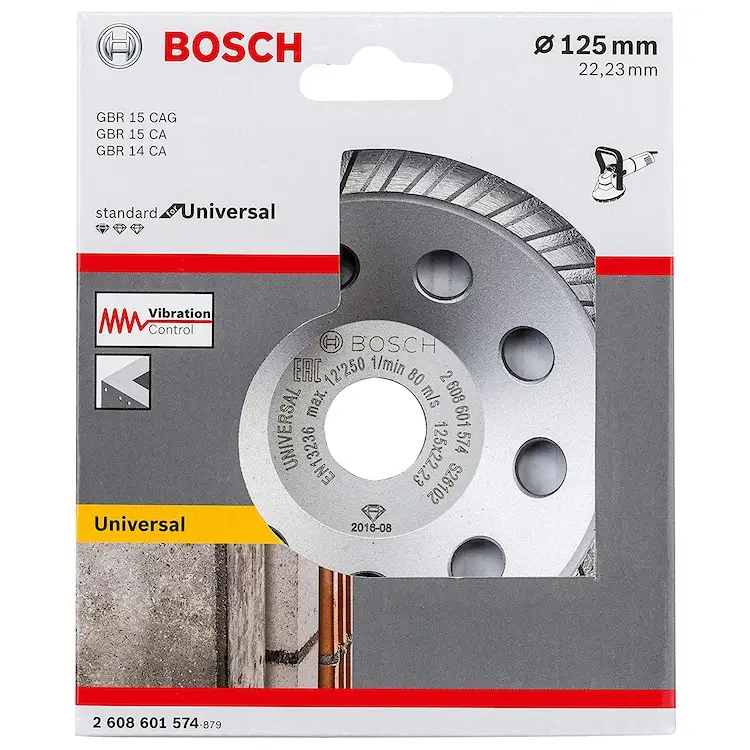 BOSCH
Ø 125 mm
22,23 mm
GBR 15 CAG
GBR 15 CA
GBR 14 CA
standard for Universal
Vibration
Control
BOSCH
EAC
max. 12'250 1/min 80 m/s
2 608 601 574 S26102
UNIVERSAL
EN13236
125x22,23
2016-08
Universal
2 608 601 574-879